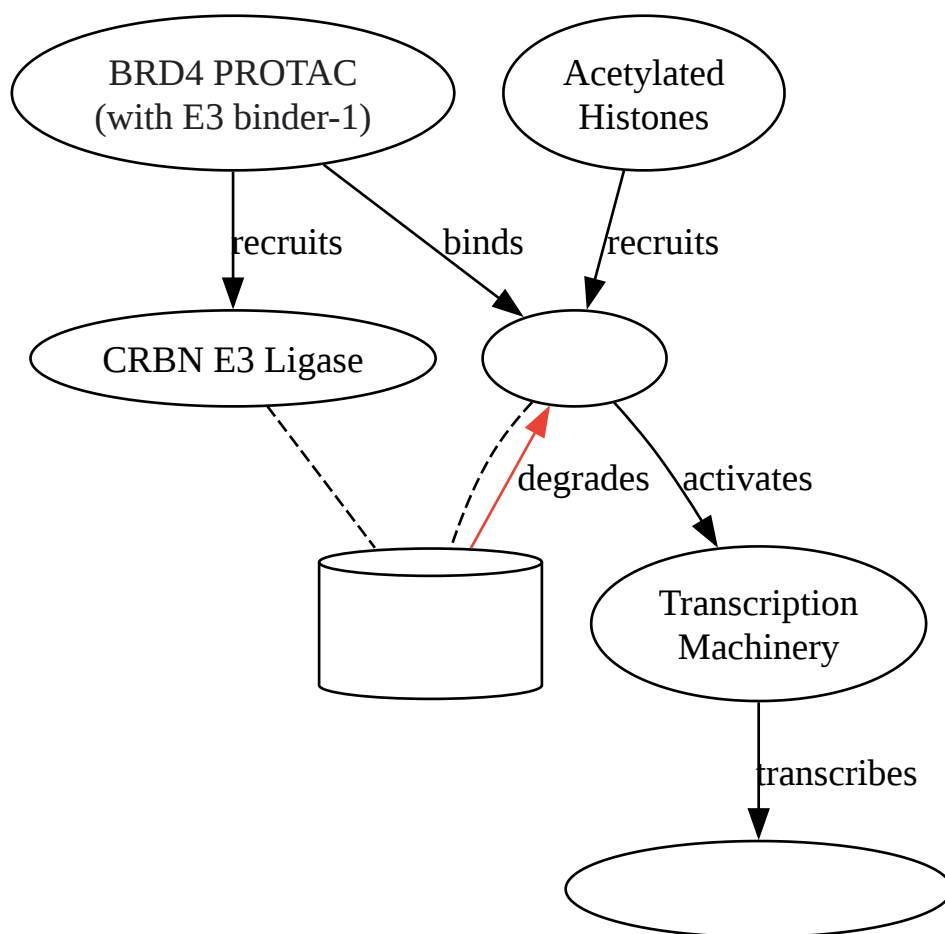 BRD4 PROTAC
(with E3 binder-1)
Acetylated
Histones
recruits
binds
recruits
CRBN E3 Ligase
degrades
activates
Transcription
Machinery
transcribes